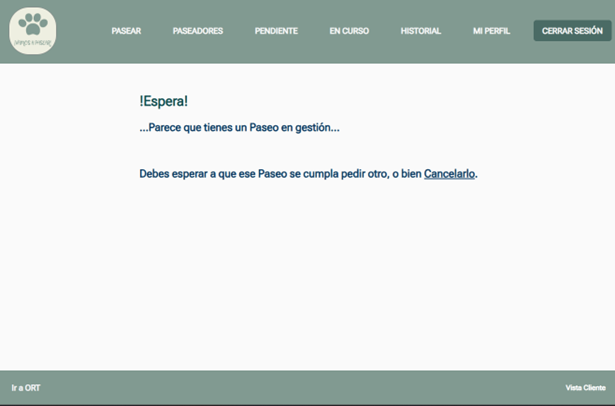 PASEAR PASEADORES PENDIENTE EN CURSO HISTORIAL MI PERFIL CERRAR SESIÓN
!Espera!
...Parece que tienes un Paseo en gestión...
Debes esperar a que ese Paseo se cumpla pedir otro, o bien Cancelarlo.
Ir a ORT Vista Cliente